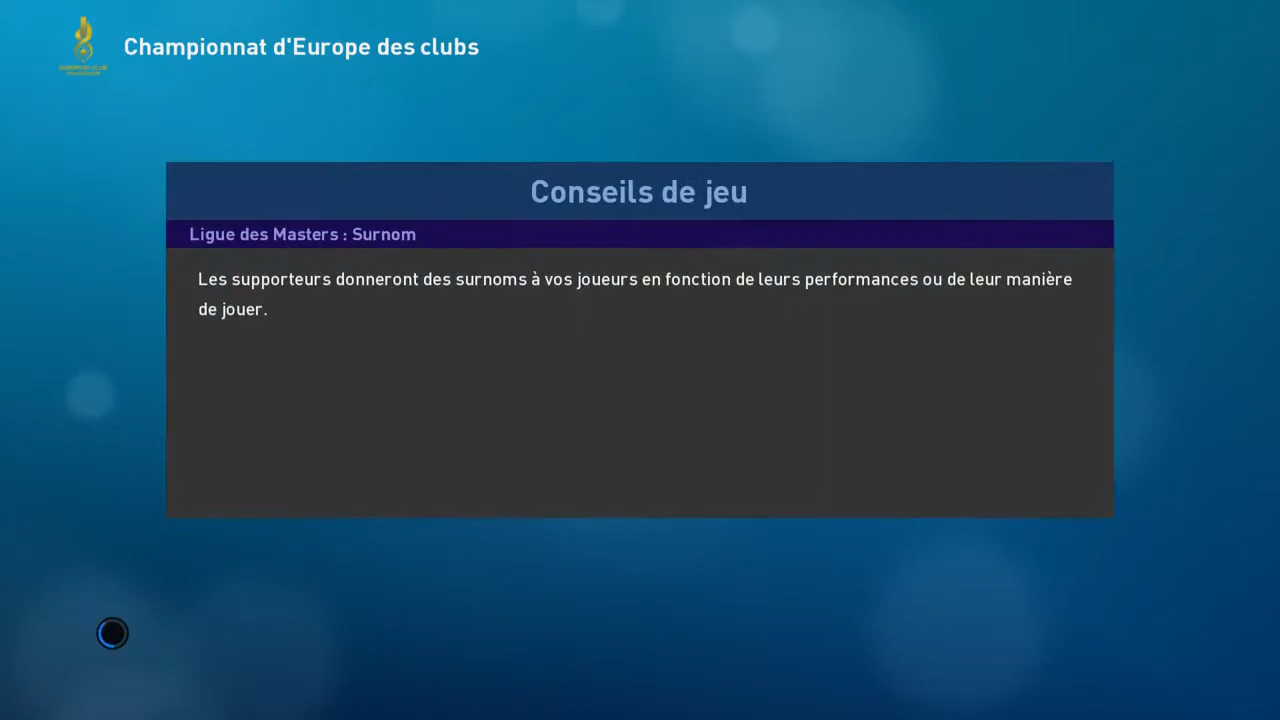 Championnat d'Europe des clubs
Conseils de jeu
Ligue des Masters : Surnom
Les supporteurs donneront des surnoms à vos joueurs en fonction de leurs performances ou de leur manière
de jouer.